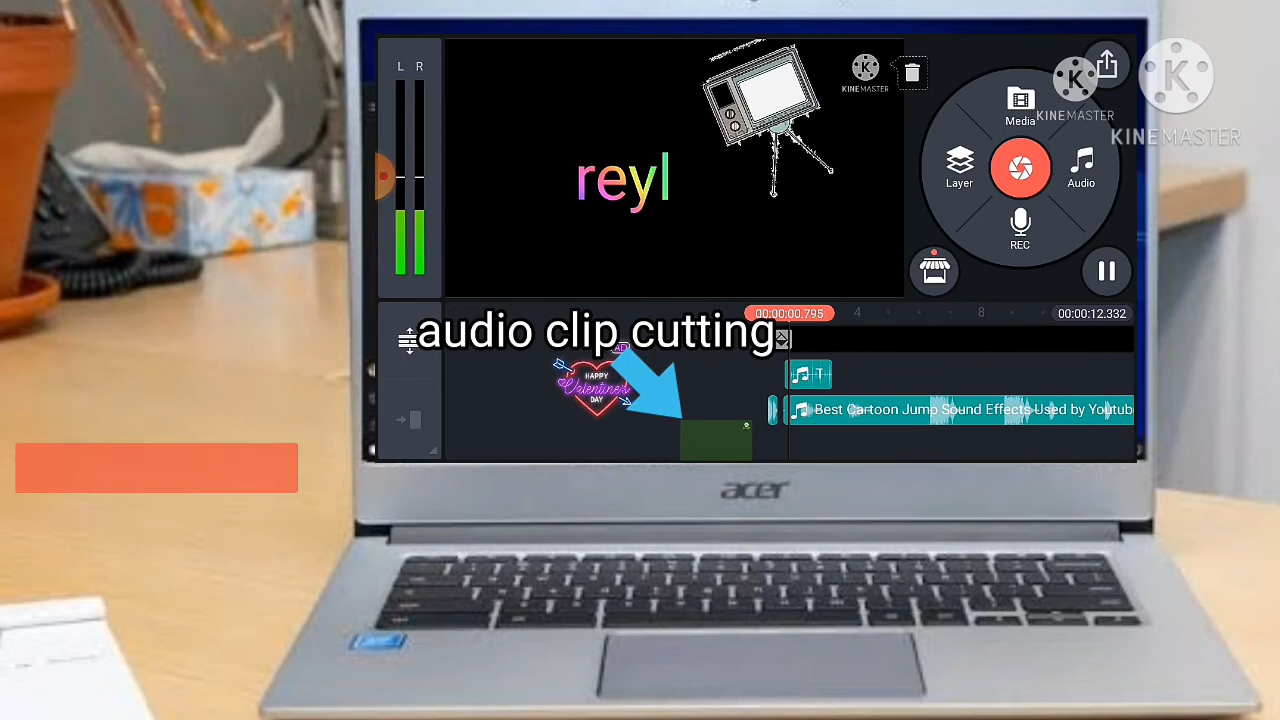 L R
KINEMASTER
Media
KINEMASTER
KINEMASTER
Layer
Audio
REC
reyl
00:00:00.795
4
8
00:00:12.332
audio clip cutting
AD
HAPPY
Valentine's
DAY
T
Best Cartoon Jump Sound Effects Used by Youtub
acer